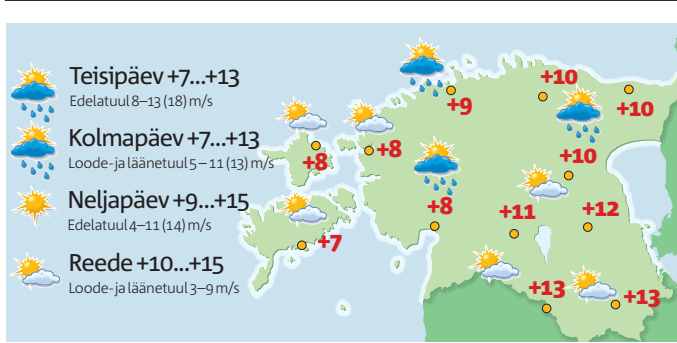 Teisipäev +7...+13
Edelatuul 8–13 (18) m/s
Kolmapäev +7...+13
Loode- ja läänetuul 5–11 (13) m/s
Neljapäev +9...+15
Edelatuul 4–11 (14) m/s
Reede +10...+15
Loode- ja läänetuul 3–9 m/s
+9
+10
+10
+8
+8
+10
+7
+8
+11
+12
+13
+13